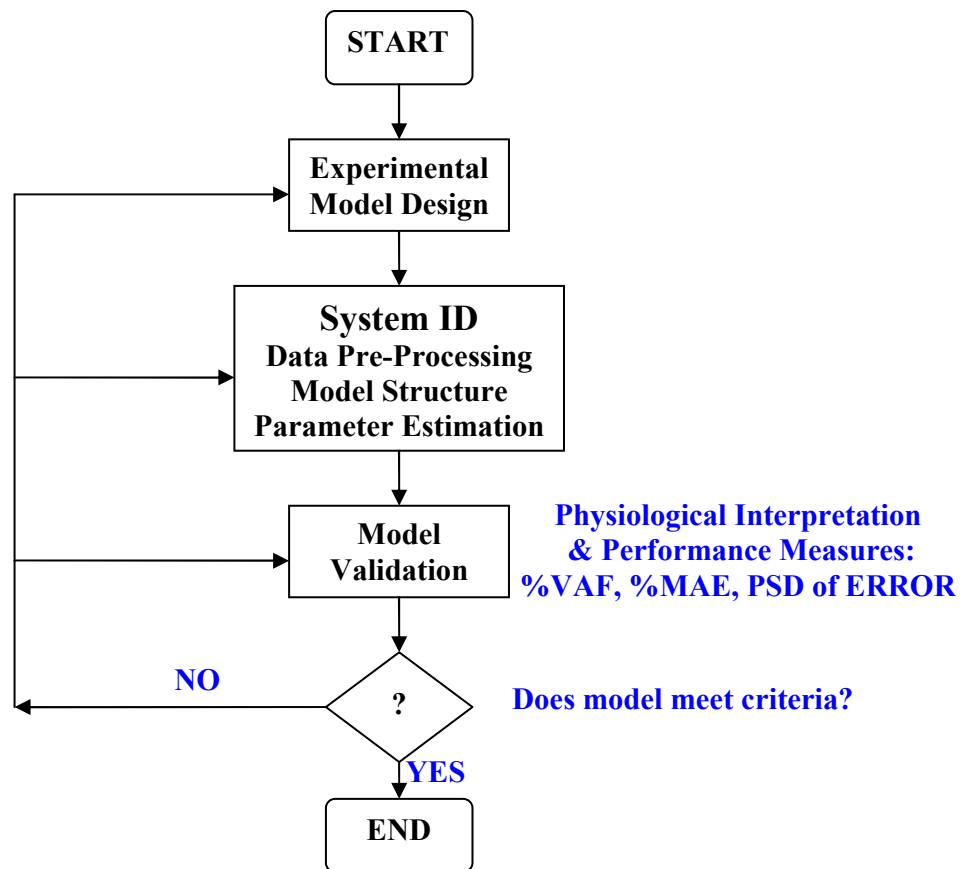 START
Experimental
Model Design
System ID
Data Pre-Processing
Model Structure
Parameter Estimation
Model
Validation
Physiological Interpretation
& Performance Measures:
%VAF, %MAE, PSD of ERROR
NO
?
Does model meet criteria?
YES
END